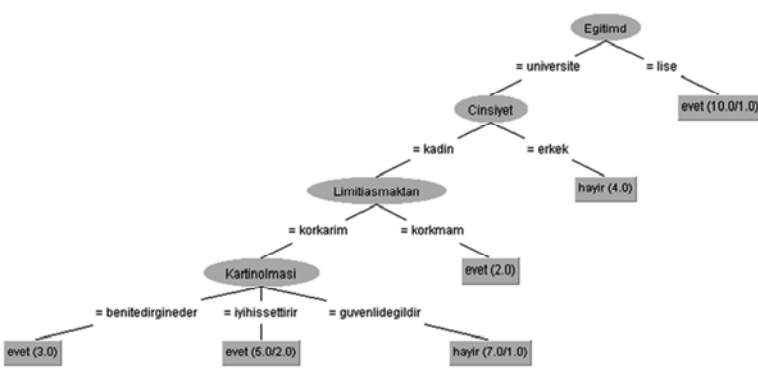 Egitimd
= universite
= lise
Cinsiyet
evet (10.0/1.0)
= kadin
= erkek
Limitiasmaktan
hayir (4.0)
= korkarim
= korkmam
Kartinolmasi
evet (2.0)
= benitedirgineder
= iyihissettirir
= guvenlidegildir
evet (3.0)
evet (5.0/2.0)
hayir (7.0/1.0)